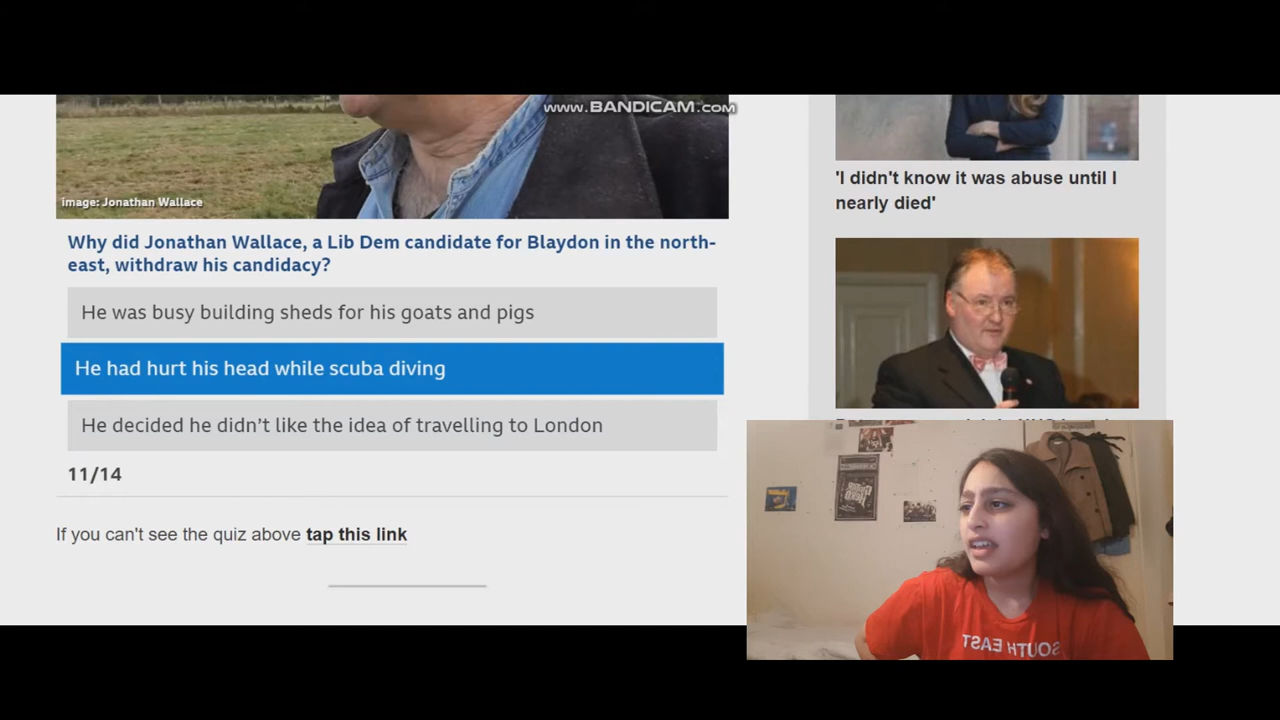 www.BANDICAM.com
image: Jonathan Wallace
Why did Jonathan Wallace, a Lib Dem candidate for Blaydon in the north-
east, withdraw his candidacy?
He was busy building sheds for his goats and pigs
He had hurt his head while scuba diving
He decided he didn’t like the idea of travelling to London
11/14
If you can't see the quiz above tap this link
'I didn't know it was abuse until I
nearly died'
SOUTH EAST